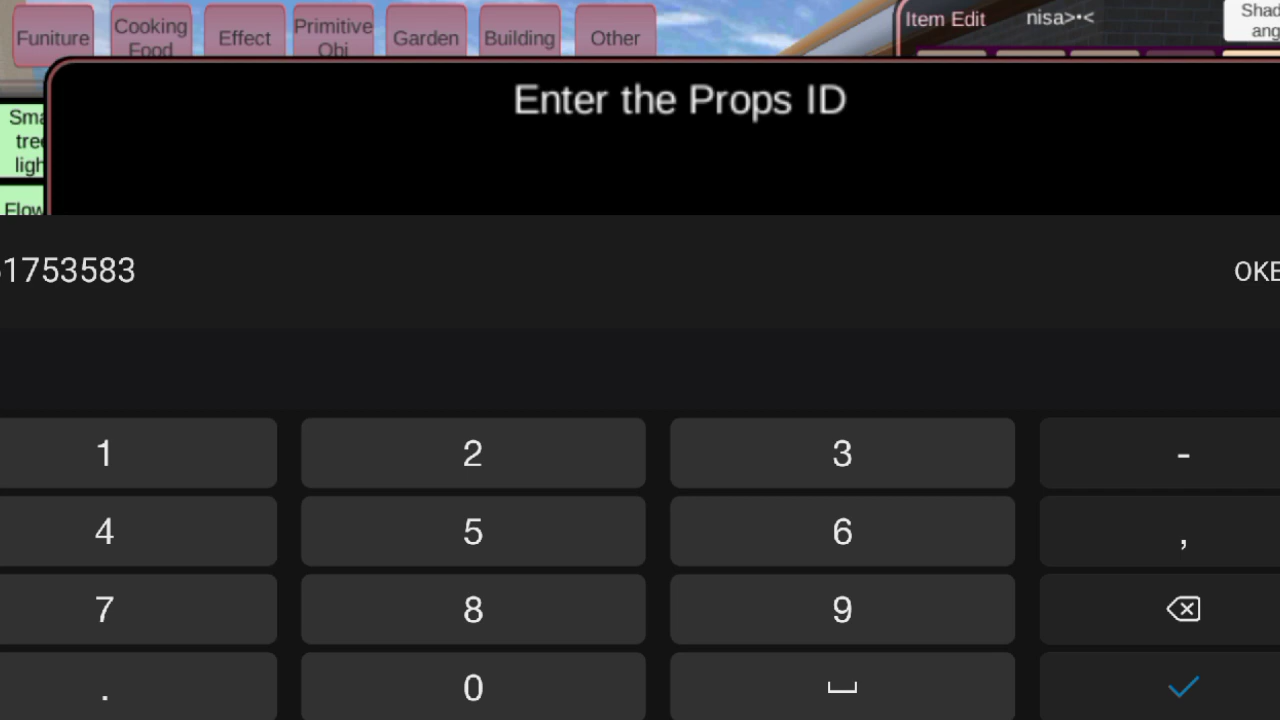 Funiture
Cooking
Food
Effect
Primitive
Obj
Garden
Building
Other
Item Edit
nisa>•<
Enter the Props ID
1753583
1
2
3
-
4
5
6
,
7
8
9
.
0